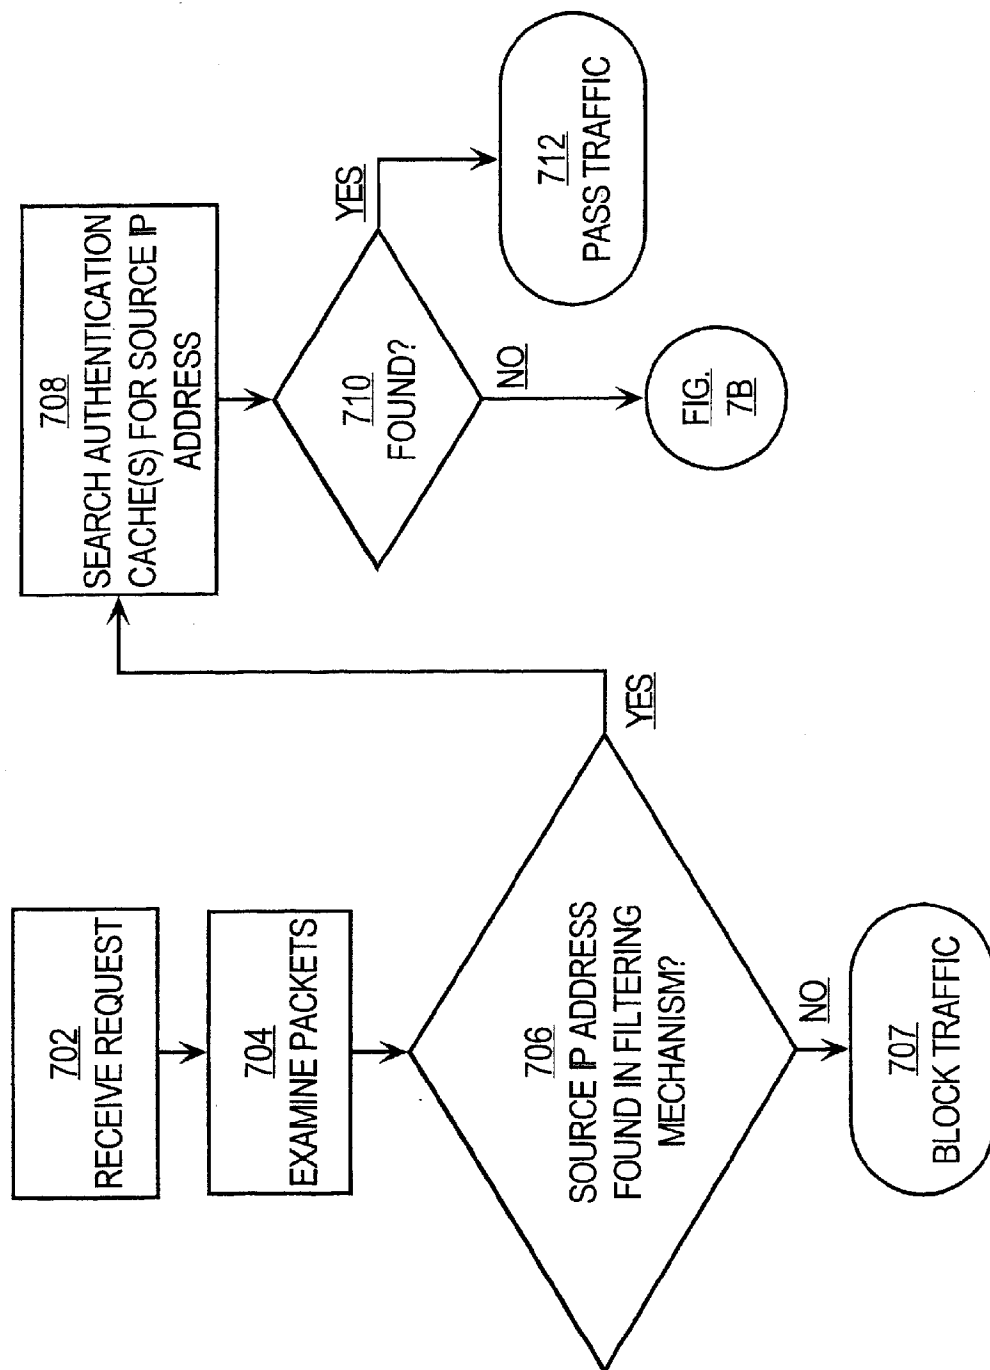 702
RECEIVE REQUEST
704
EXAMINE PACKETS
706
SOURCE IP ADDRESS
FOUND IN FILTERING
MECHANISM?
YES
NO
707
BLOCK TRAFFIC
708
SEARCH AUTHENTICATION
CACHE(S) FOR SOURCE IP
ADDRESS
710
FOUND?
YES
NO
712
PASS TRAFFIC
FIG.
7B